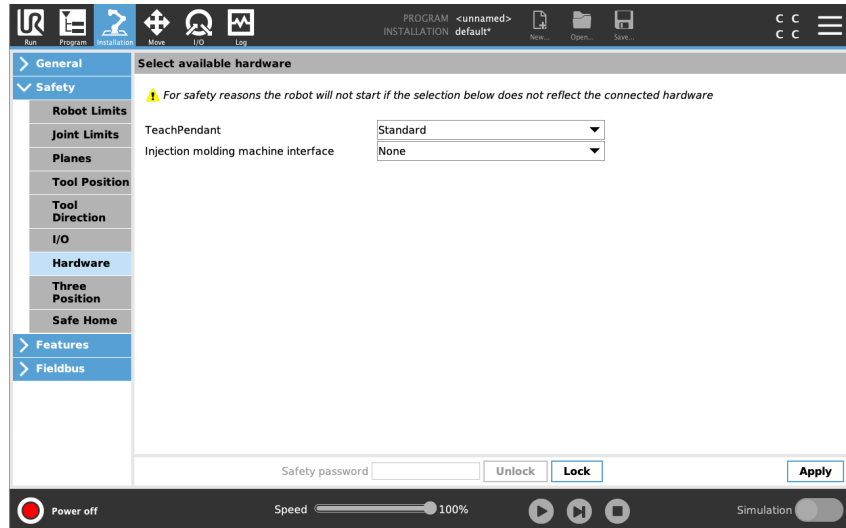 UR
PROGRAM <unnamed>
INSTALLATION default*
Run Program Installation Move I/O Log New... Open... Save...
C C
C C
General
Safety
Robot Limits
Joint Limits
Planes
Tool Position
Tool
Direction
I/O
Hardware
Three
Position
Safe Home
Features
Fieldbus
Select available hardware
For safety reasons the robot will not start if the selection below does not reflect the connected hardware
TeachPendant Standard
Injection molding machine interface None
Safety password Unlock Lock Apply
Power off Speed 100% Simulation